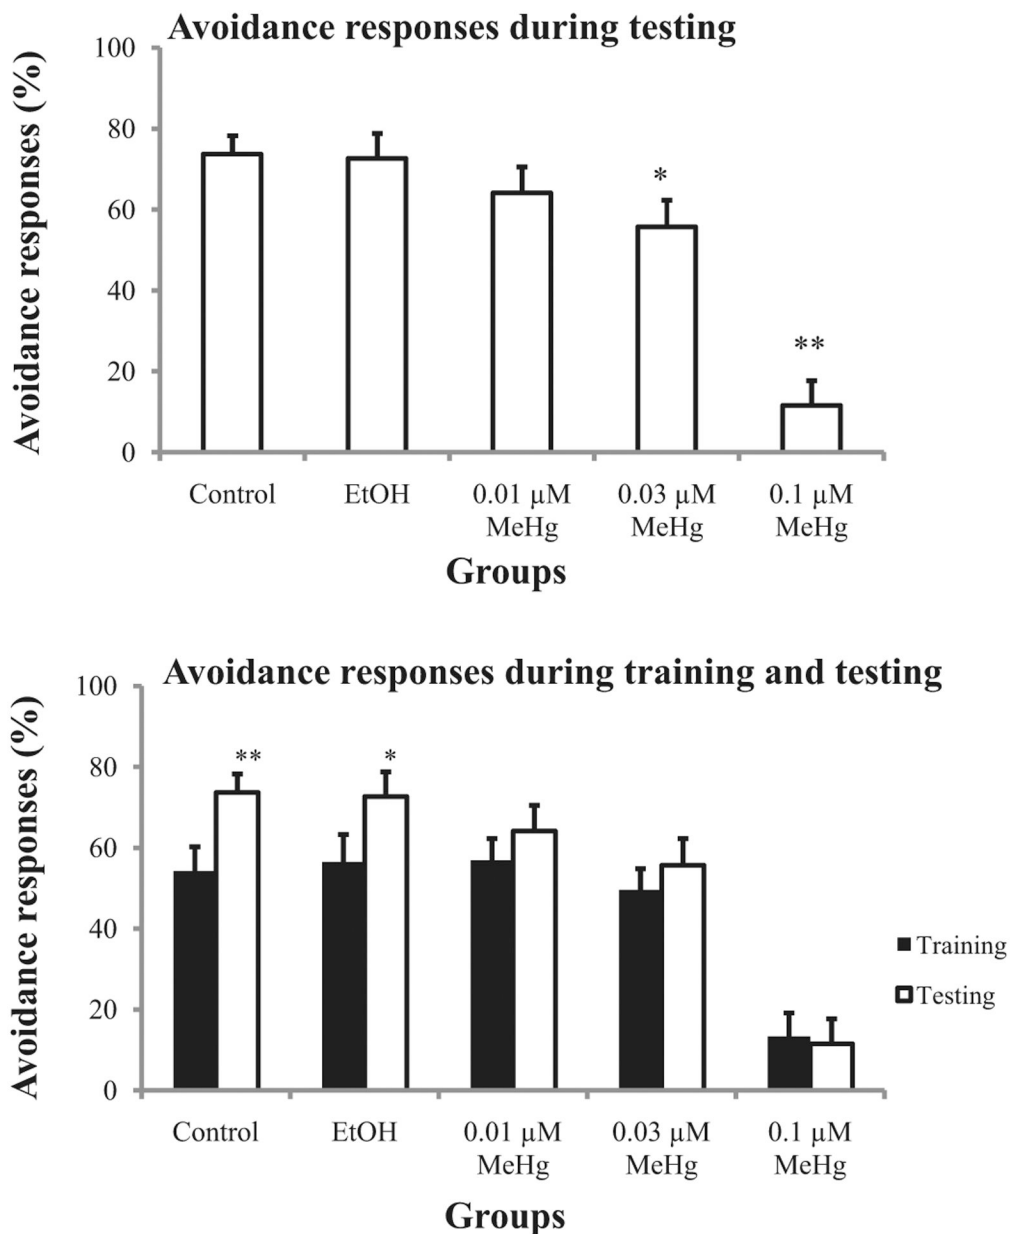 Avoidance responses during testing
Avoidance responses (%)
100
80
60
40
20
0
*
**
Control EtOH 0.01 µM 0.03 µM 0.1 µM
MeHg MeHg MeHg
Groups
Avoidance responses during training and testing
Avoidance responses (%)
100
80
60
40
20
0
** *
Training
Testing
Control EtOH 0.01 µM 0.03 µM 0.1 µM
MeHg MeHg MeHg
Groups